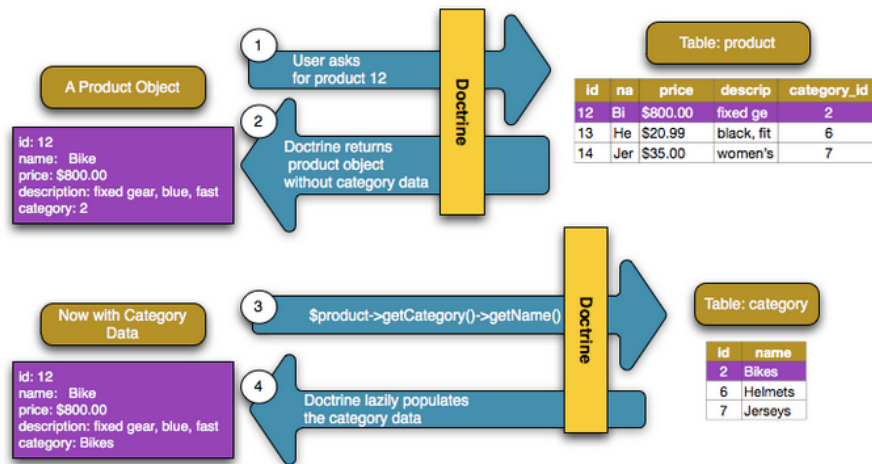 1
User asks
for product 12
Doctrine
Table: product
A Product Object
id na price descrip category_id
12 Bi $800.00 fixed ge 2
13 He $20.99 black, fit 6
14 Jer $35.00 women's 7
2
Doctrine returns
product object
without category data
id: 12
name: Bike
price: $800.00
description: fixed gear, blue, fast
category: 2
3
$product->getCategory()->getName()
Doctrine
Table: category
Now with Category
Data
id name
2 Bikes
6 Helmets
7 Jerseys
4
Doctrine lazily populates
the category data
id: 12
name: Bike
price: $800.00
description: fixed gear, blue, fast
category: Bikes